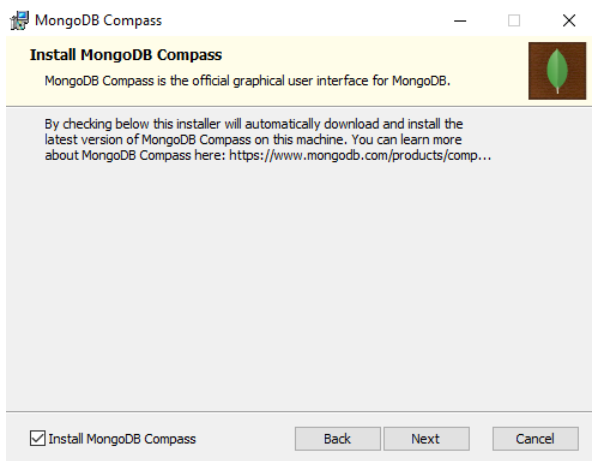 MongoDB Compass
Install MongoDB Compass
MongoDB Compass is the official graphical user interface for MongoDB.
By checking below this installer will automatically download and install the
latest version of MongoDB Compass on this machine. You can learn more
about MongoDB Compass here: https://www.mongodb.com/products/comp...
Install MongoDB Compass
Back
Next
Cancel